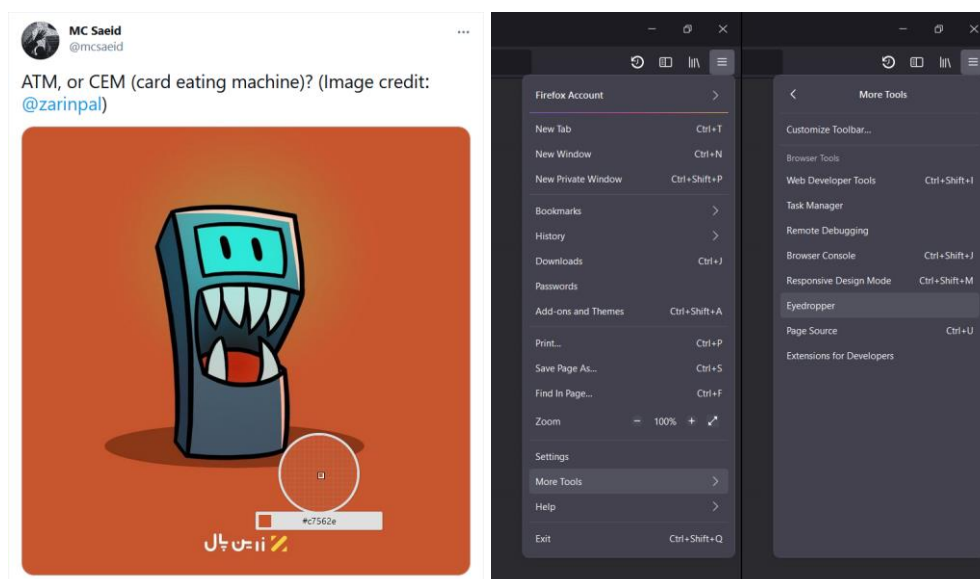 MC Saeid
@mcsaeid
ATM, or CEM (card eating machine)? (Image credit:
@zarinpal)
#c7562e
زرین پال
Firefox Account
New Tab Ctrl+T
New Window Ctrl+N
New Private Window Ctrl+Shift+P
Bookmarks
History
Downloads Ctrl+J
Passwords
Add-ons and Themes Ctrl+Shift+A
Print... Ctrl+P
Save Page As... Ctrl+S
Find In Page... Ctrl+F
Zoom − 100% +
Settings
More Tools
Help
Exit Ctrl+Shift+Q
More Tools
Customize Toolbar...
Browser Tools
Web Developer Tools Ctrl+Shift+I
Task Manager
Remote Debugging
Browser Console Ctrl+Shift+J
Responsive Design Mode Ctrl+Shift+M
Eyedropper
Page Source Ctrl+U
Extensions for Developers